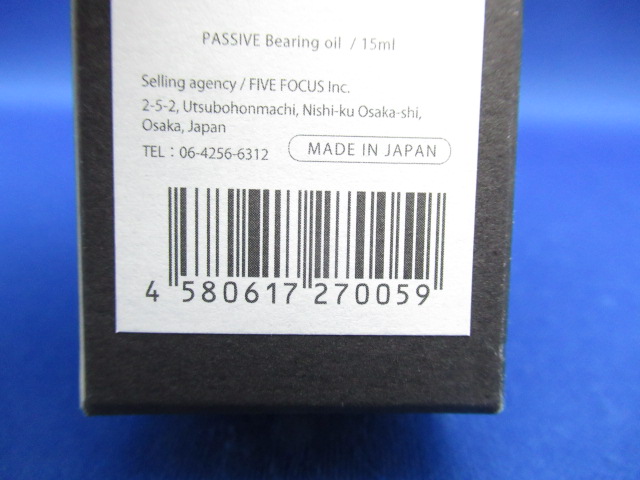 PASSIVE Bearing oil / 15ml
Selling agency / FIVE FOCUS Inc.
2-5-2, Utsubohonmachi, Nishi-ku Osaka-shi,
Osaka, Japan
TEL : 06-4256-6312
MADE IN JAPAN
4 580617 270059